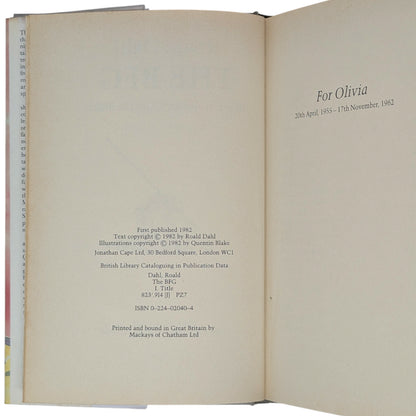 First published 1982
Text copyright © 1982 by Roald Dahl
Illustrations copyright © 1982 by Quentin Blake
Jonathan Cape Ltd, 30 Bedford Square, London WC1
British Library Cataloguing in Publication Data
Dahl, Roald
The BFG
I. Title
823'.914 [J] PZ7
ISBN 0–224–02040–4
Printed and bound in Great Britain by
Mackays of Chatham Ltd
For Olivia
20th April, 1955 – 17th November, 1962